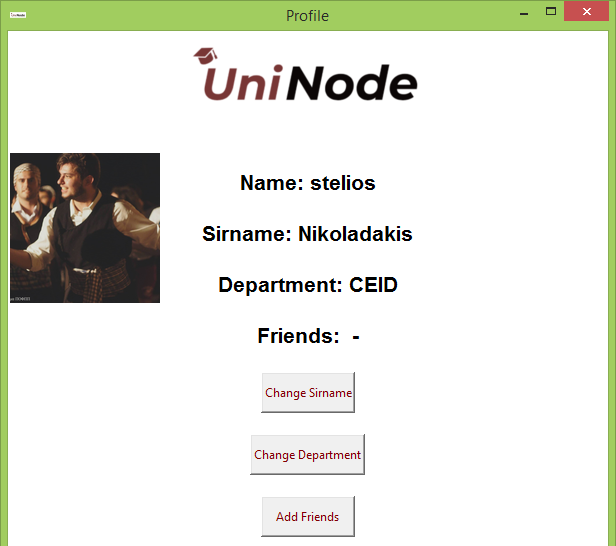 Profile
UniNode
Name: stelios
Sirname: Nikoladakis
Department: CEID
Friends: -
Change Sirname
Change Department
Add Friends